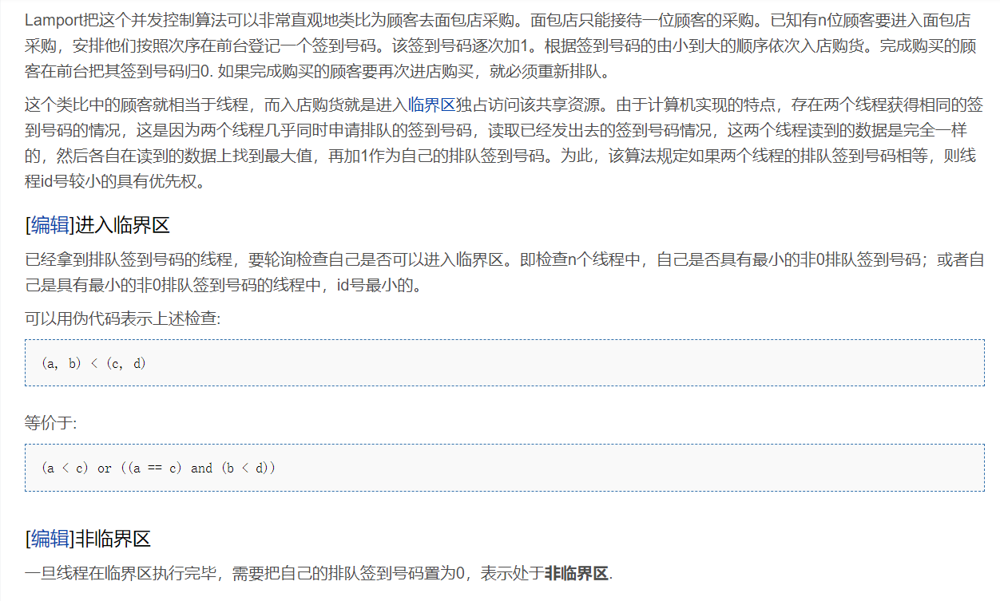 Lamport把这个并发控制算法可以非常直观地类比为顾客去面包店采购。面包店只能接待一位顾客的采购。已知有n位顾客要进入面包店
采购，安排他们按照次序在前台登记一个签到号码。该签到号码逐次加1。根据签到号码的由小到大的顺序依次入店购货。完成购买的顾
客在前台把其签到号码归0. 如果完成购买的顾客要再次进店购买，就必须重新排队。
这个类比中的顾客就相当于线程，而入店购货就是进入临界区独占访问该共享资源。由于计算机实现的特点，存在两个线程获得相同的签
到号码的情况，这是因为两个线程几乎同时申请排队的签到号码，读取已经发出去的签到号码情况，这两个线程读到的数据是完全一样
的，然后各自在读到的数据上找到最大值，再加1作为自己的排队签到号码。为此，该算法规定如果两个线程的排队签到号码相等，则线
程id号较小的具有优先权。
[编辑]进入临界区
已经拿到排队签到号码的线程，要轮询检查自己是否可以进入临界区。即检查n个线程中，自己是否具有最小的非0排队签到号码；或者自
己是具有最小的非0排队签到号码的线程中，id号最小的。
可以用伪代码表示上述检查:
(a, b) < (c, d)
等价于:
(a < c) or ((a == c) and (b < d))
[编辑]非临界区
一旦线程在临界区执行完毕，需要把自己的排队签到号码置为0，表示处于非临界区.